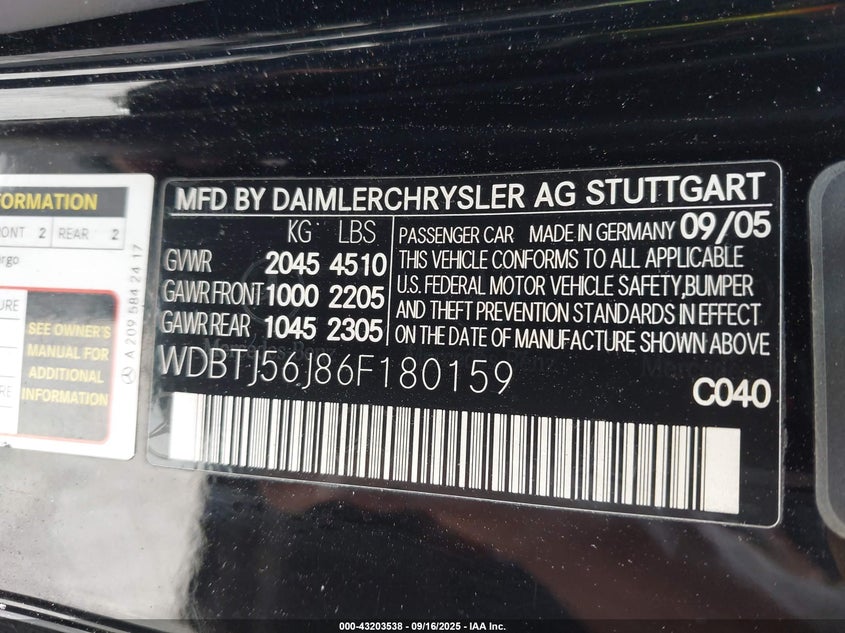 FORMATION
ONT 2 REAR 2
URE
SEE OWNER'S
MANUAL FOR
ADDITIONAL
INFORMATION
A 209 584 24 17
MFD BY DAIMLERCHRYSLER AG STUTTGART
KG LBS
GVWR 2045 4510
GAWR FRONT 1000 2205
GAWR REAR 1045 2305
PASSENGER CAR MADE IN GERMANY 09/05
THIS VEHICLE CONFORMS TO ALL APPLICABLE
U.S. FEDERAL MOTOR VEHICLE SAFETY,BUMPER
AND THEFT PREVENTION STANDARDS IN EFFECT
ON THE DATE OF MANUFACTURE SHOWN ABOVE
WDBTJ56J86F180159
C040
000-43203538 - 09/16/2025 - IAA Inc.